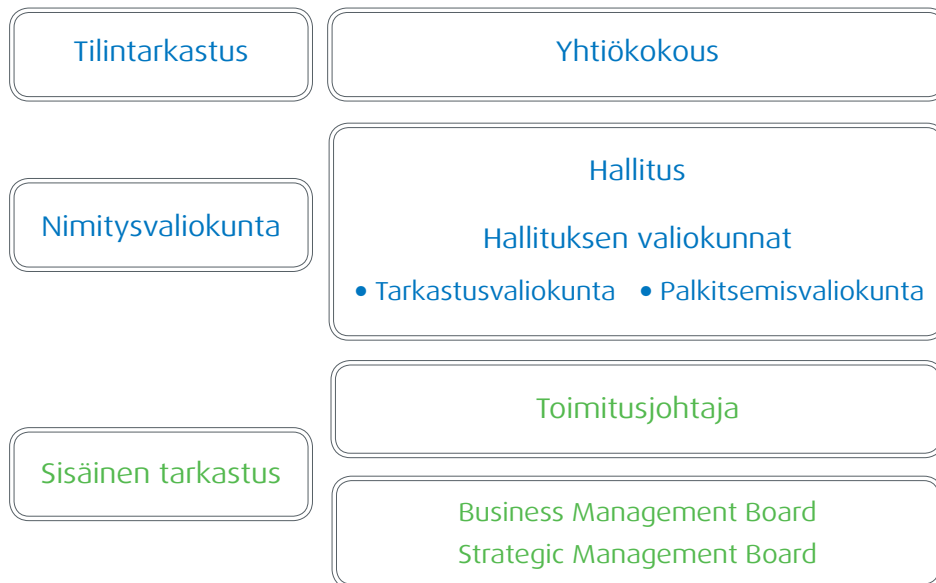 Tilintarkastus
Yhtiökokous
Nimitysvaliokunta
Hallitus
Hallituksen valiokunnat
• Tarkastusvaliokunta • Palkitsemisvaliokunta
Sisäinen tarkastus
Toimitusjohtaja
Business Management Board
Strategic Management Board